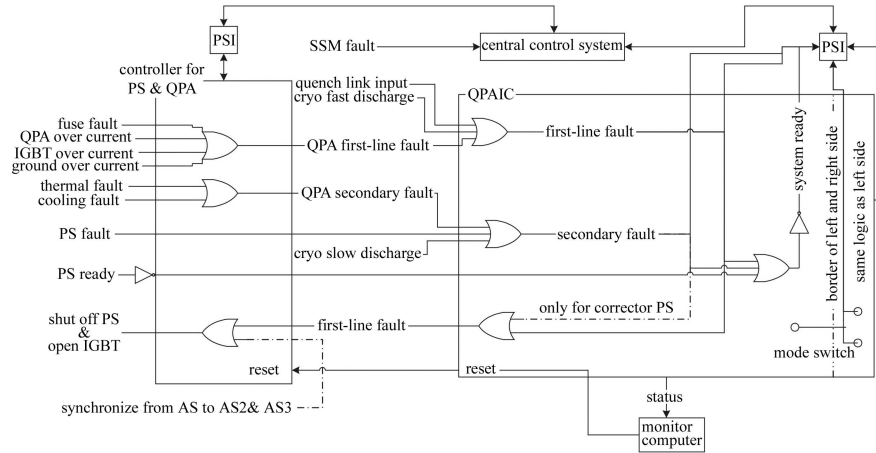 PSI
SSM fault
central control system
PSI
controller for
PS & QPA
quench link input
cryo fast discharge
QPAIC
fuse fault
QPA over current
IGBT over current
ground over current
QPA first-line fault
first-line fault
system ready
thermal fault
cooling fault
QPA secondary fault
PS fault
secondary fault
cryo slow discharge
PS ready
border of left and right side
same logic as left side
only for corrector PS
shut off PS
&
open IGBT
first-line fault
mode switch
reset
reset
synchronize from AS to AS2& AS3
status
monitor
computer